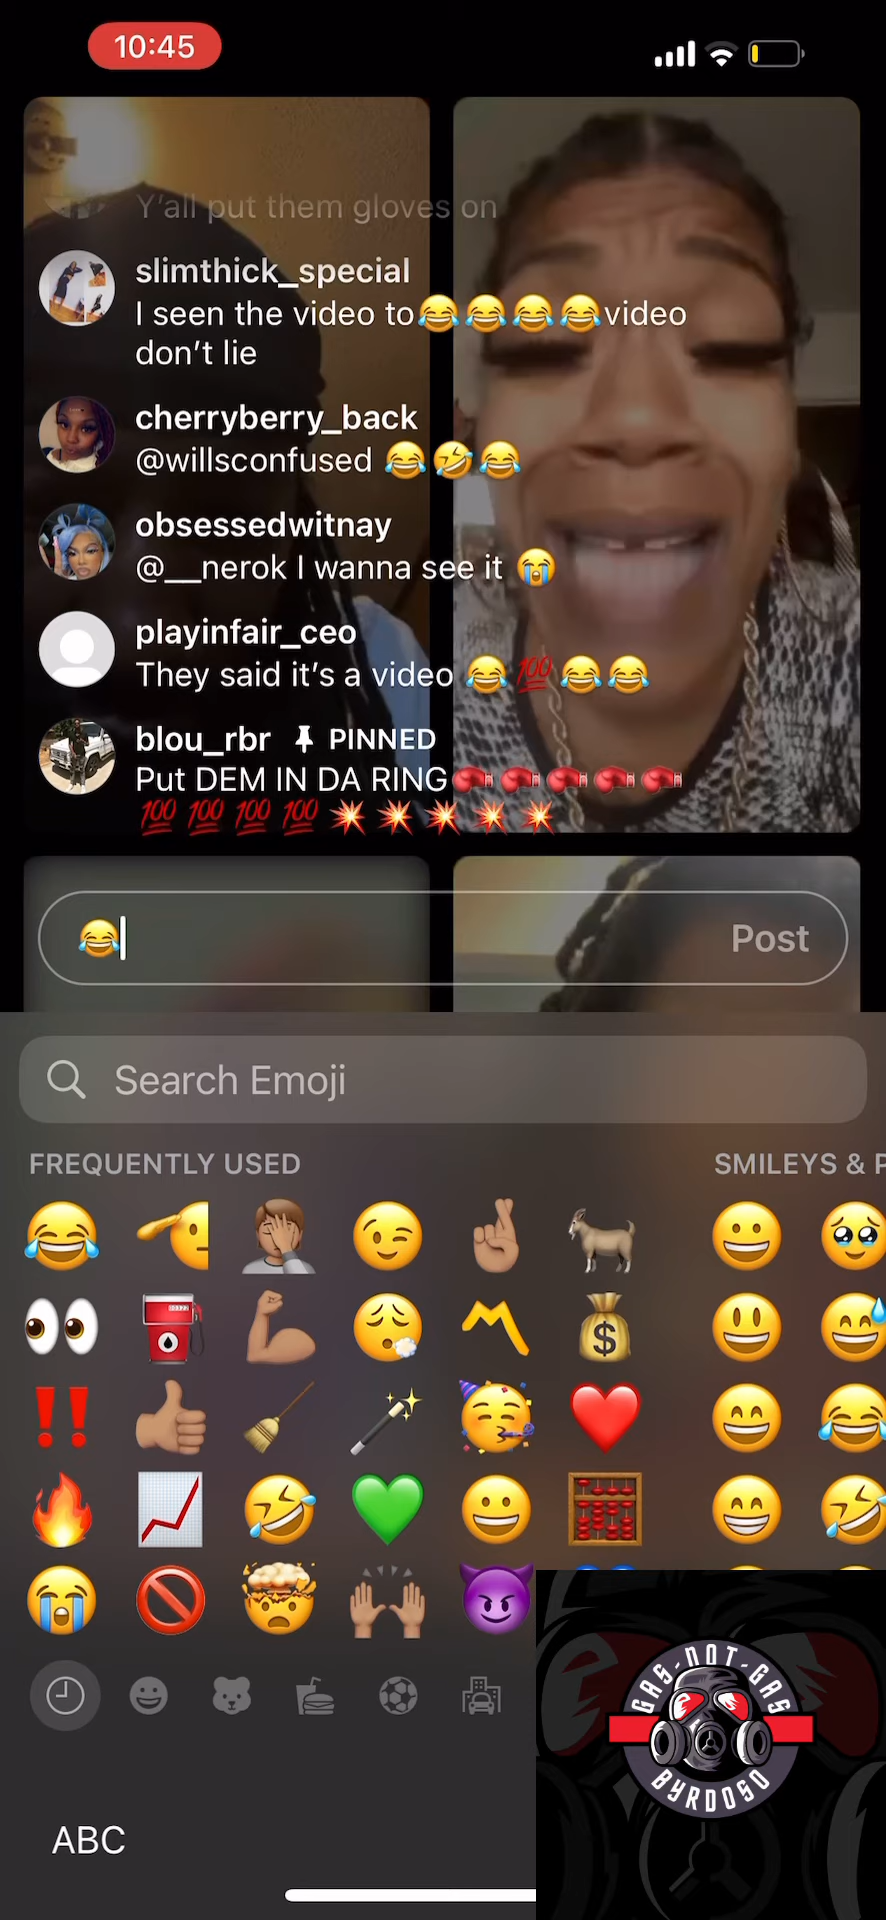 10:45
Y'all put them gloves on
slimthick_special
I seen the video to😂😂😂😂video
don't lie
cherryberry_back
@willsconfused 😂🤣😂
obsessedwitnay
@__nerok I wanna see it 😭
playinfair_ceo
They said it's a video 😂💯😂😂
blou_rbr PINNED
Put DEM IN DA RING🥊🥊🥊🥊🥊
💯💯💯💯💥💥💥💥💥
😂 Post
Search Emoji
FREQUENTLY USED SMILEYS & P
GAS-NOT-GAS
BYRDOSO
ABC